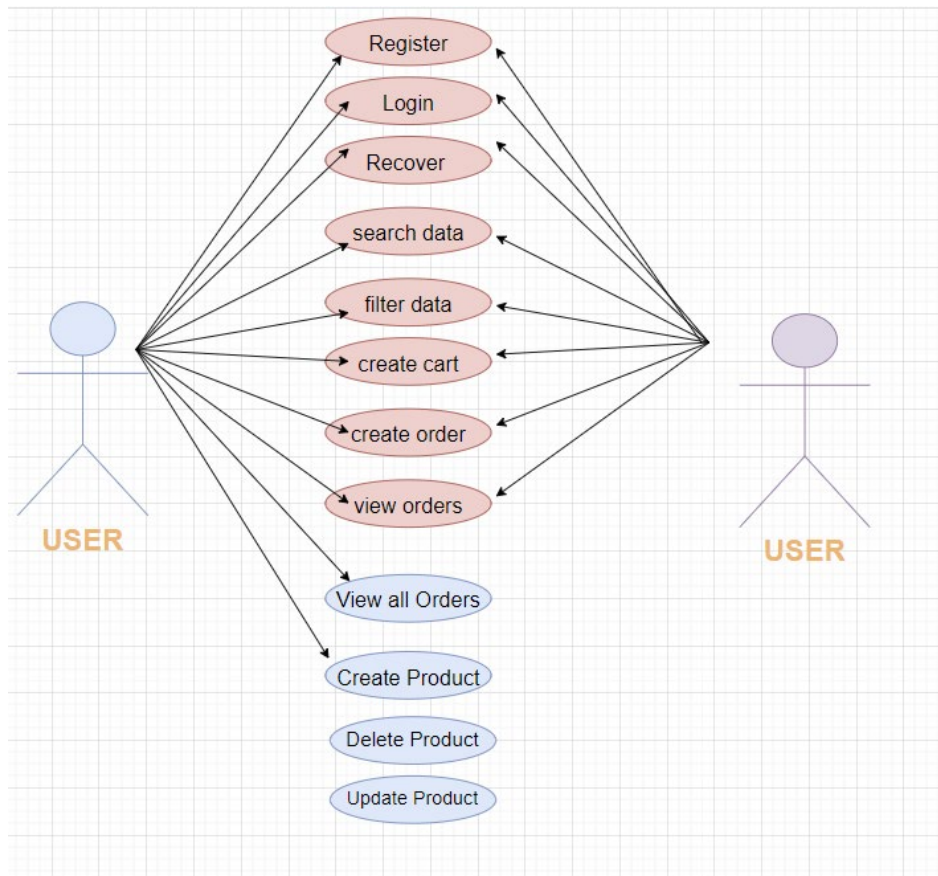 Register
Login
Recover
search data
filter data
create cart
create order
view orders
USER
USER
View all Orders
Create Product
Delete Product
Update Product